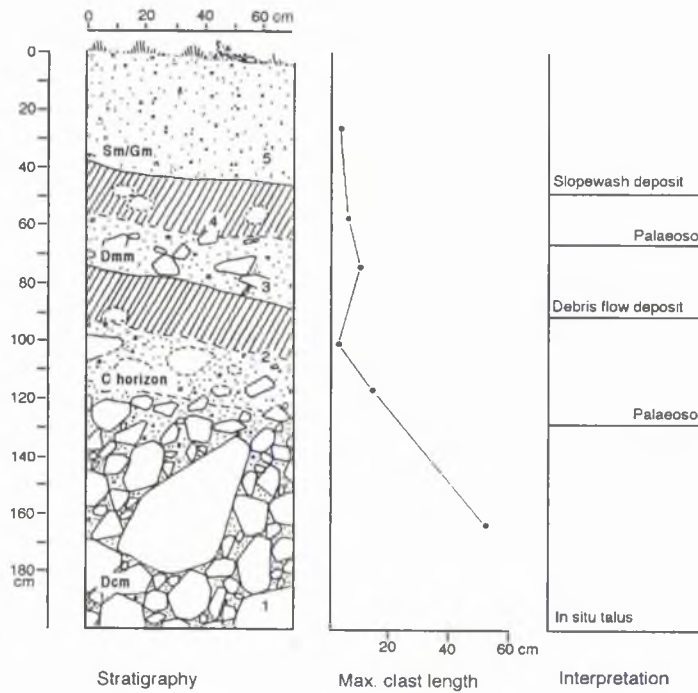 0 20 40 60 cm
0
20
40
60
80
100
120
140
160
180
cm
Sm/Gm
5
4
Dmm
3
2
C horizon
Dcm
1
Slopewash deposit
Palaeoso
Debris flow deposit
Palaeoso
In situ talus
0 20 40 60 cm
Stratigraphy
Max. clast length
Interpretation